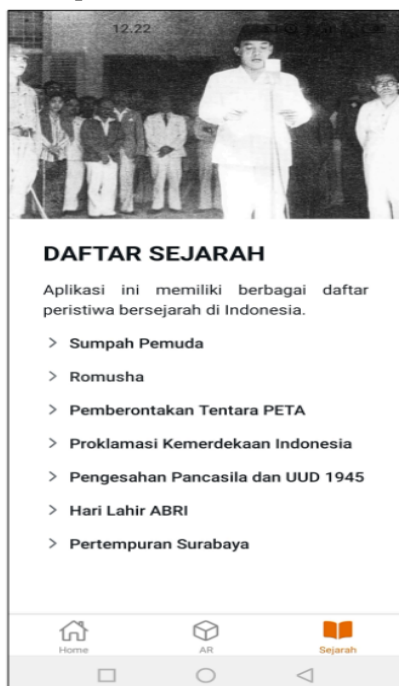 12.22
DAFTAR SEJARAH
Aplikasi ini memiliki berbagai daftar
peristiwa bersejarah di Indonesia.
> Sumpah Pemuda
> Romusha
> Pemberontakan Tentara PETA
> Proklamasi Kemerdekaan Indonesia
> Pengesahan Pancasila dan UUD 1945
> Hari Lahir ABRI
> Pertempuran Surabaya
Home AR Sejarah